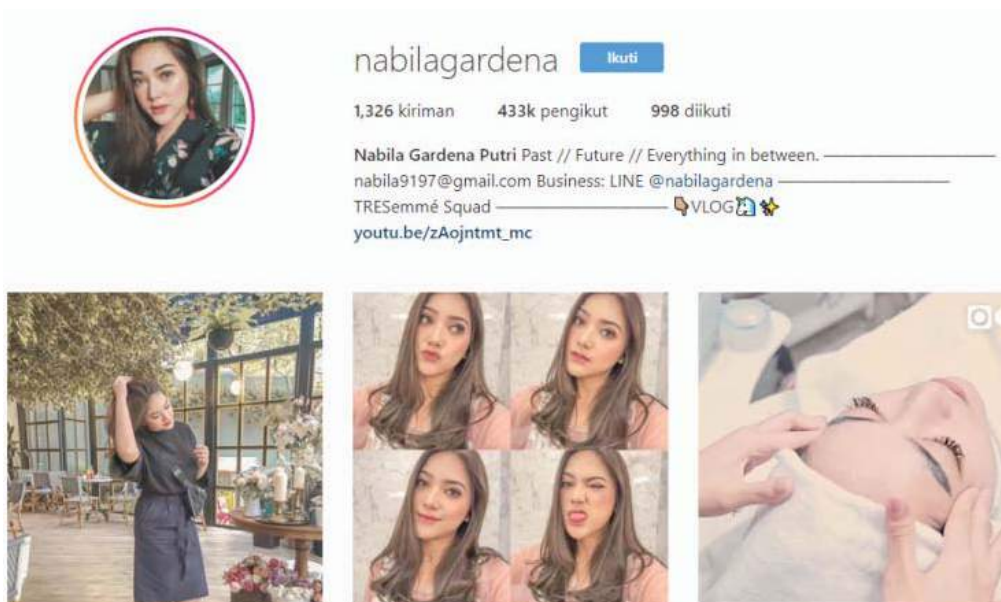 nabilagardena Ikuti
1,326 kiriman 433k pengikut 998 diikuti
Nabila Gardena Putri Past // Future // Everything in between. ———————————
nabila9197@gmail.com Business: LINE @nabilagardena ———————————
TRESemmé Squad ——————————— 👇🏽VLOG🦄✨
youtu.be/zAojntmt_mc